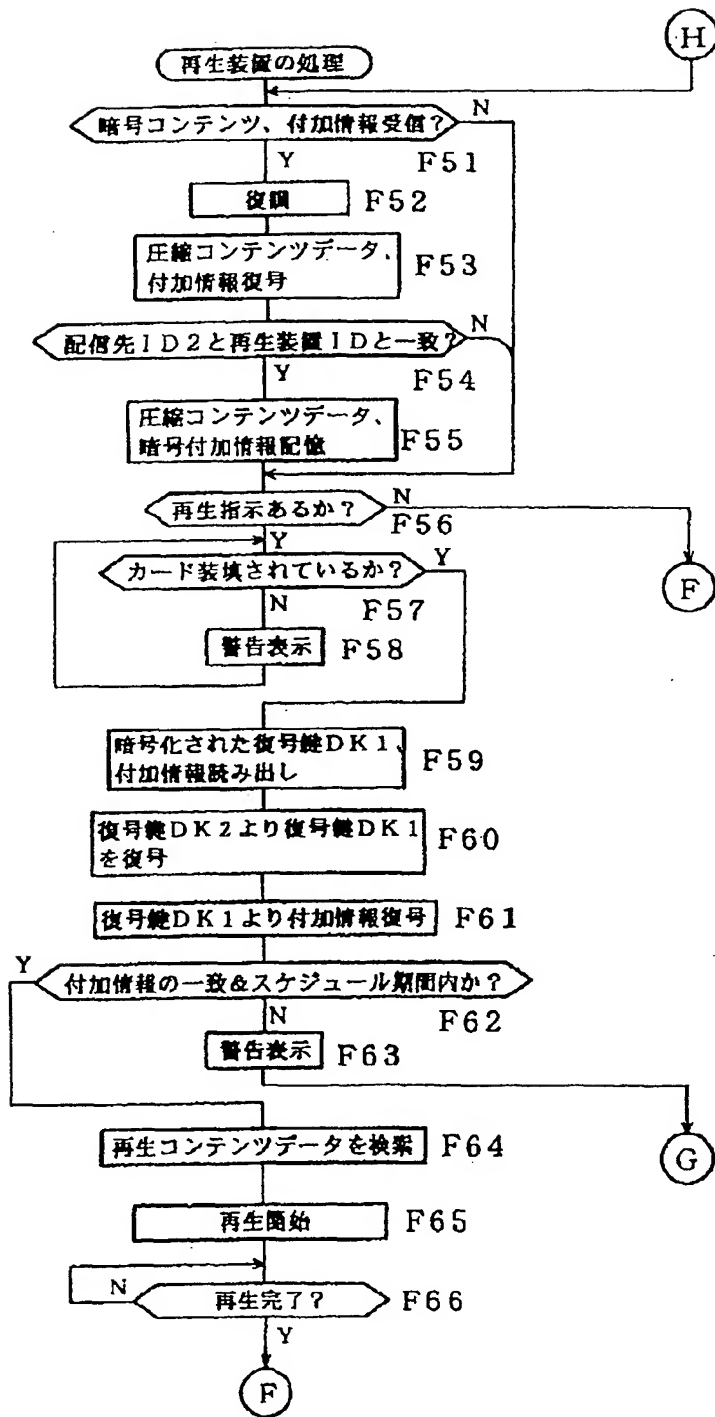 H
再生装置の処理
暗号コンテンツ、付加情報受信? N
Y F51
復調 F52
圧縮コンテンツデータ、
付加情報復号 F53
配信先ID2と再生装置IDと一致? N
Y F54
圧縮コンテンツデータ、
暗号付加情報記憶 F55
再生指示あるか? N
Y F56
カード装填されているか? Y
F
N F57
警告表示 F58
暗号化された復号鍵DK1、
付加情報読み出し F59
復号鍵DK2より復号鍵DK1
を復号 F60
復号鍵DK1より付加情報復号 F61
Y 付加情報の一致&スケジュール期間内か?
N F62
警告表示 F63
再生コンテンツデータを検索 F64
G
再生開始 F65
N 再生完了? F66
Y
F